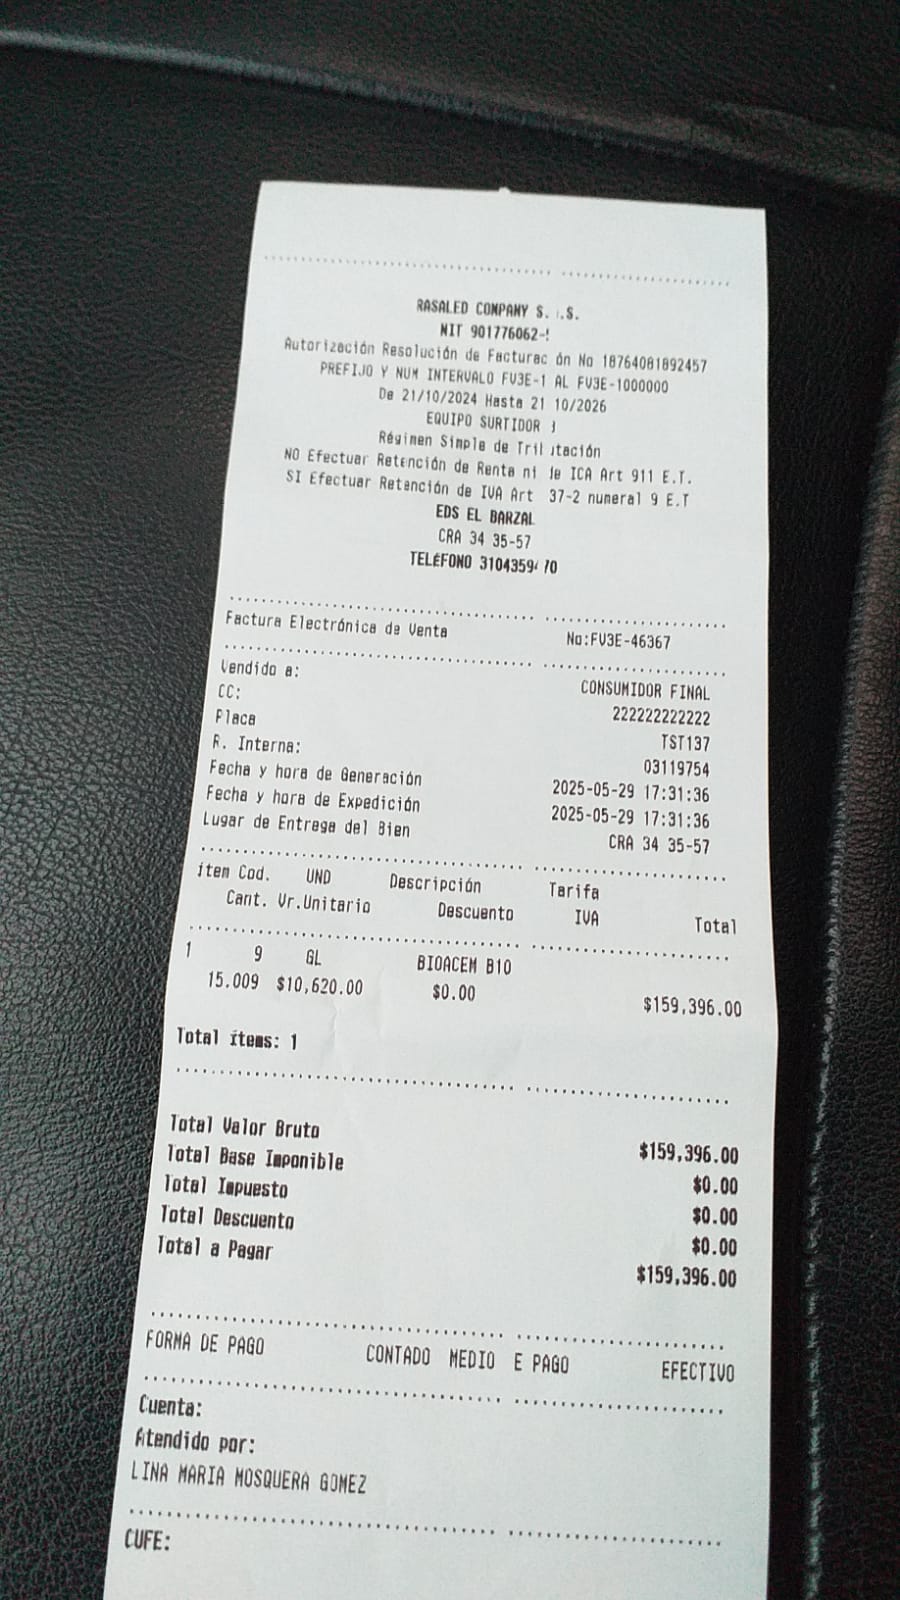 RASALED COMPANY S. .S.
NIT 901776062-
Autorización Resolución de Facturac ón No 18764081892457
PREFIJO Y NUM INTERVALO FV3E-1 AL FV3E-1000000
De 21/10/2024 Hasta 21 10/2026
EQUIPO SURTIDOR
Régimen Simple de Tri utación
NO Efectuar Retención de Renta ni de ICA Art 911 E.T.
SI Efectuar Retención de IVA Art 37-2 numeral 9 E.T
EDS EL BARZAL
CRA 34 35-57
TELÉFONO 3104359 70
Factura Electrónica de Venta No:FV3E-46367
Vendido a: CONSUMIDOR FINAL
CC: 222222222222
Placa TST137
R. Interna: 03119754
Fecha y hora de Generación 2025-05-29 17:31:36
Fecha y hora de Expedición 2025-05-29 17:31:36
Lugar de Entrega del Bien CRA 34 35-57
ítem Cod. UND Descripción Tarifa
Cant. Vr.Unitario Descuento IVA Total
1 9 GL BIOACEM B10
15.009 $10,620.00 $0.00 $159,396.00
Total ítems: 1
Total Valor Bruto $159,396.00
Total Base Imponible $0.00
Total Impuesto $0.00
Total Descuento $0.00
Total a Pagar $159,396.00
FORMA DE PAGO CONTADO MEDIO E PAGO EFECTIVO
Cuenta:
Atendido por:
LINA MARIA MOSQUERA GOMEZ
CUFE: